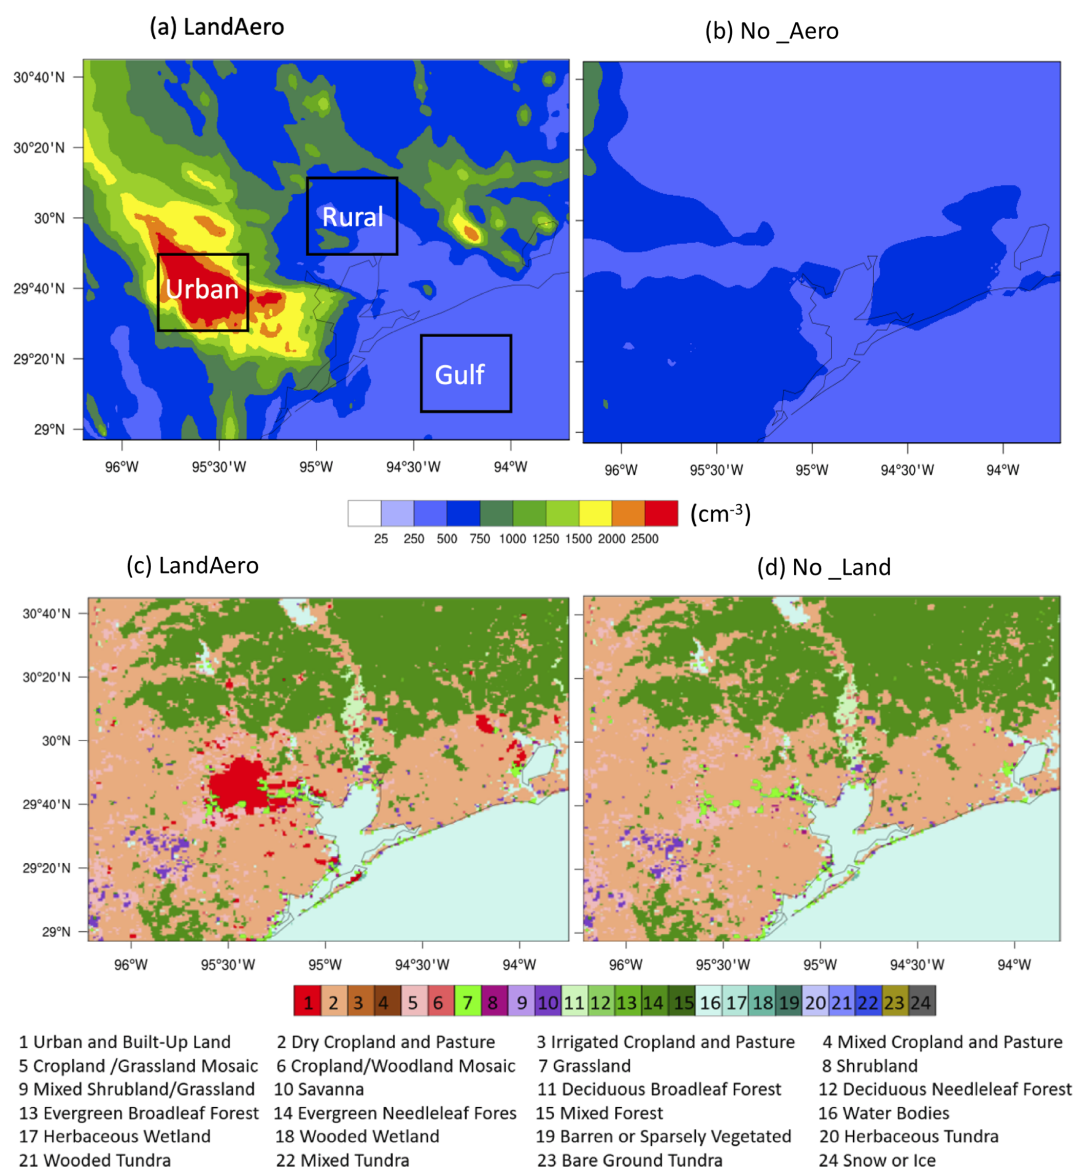 (a) LandAero
(b) No _Aero
30°40'N
30°20'N
30°N
29°40'N
29°20'N
29°N
Rural
Urban
Gulf
96°W 95°30'W 95°W 94°30'W 94°W
96°W 95°30'W 95°W 94°30'W 94°W
(cm-3)
25 250 500 750 1000 1250 1500 2000 2500
(c) LandAero
(d) No _Land
30°40'N
30°20'N
30°N
29°40'N
29°20'N
29°N
96°W 95°30'W 95°W 94°30'W 94°W
96°W 95°30'W 95°W 94°30'W 94°W
1 2 3 4 5 6 7 8 9 10 11 12 13 14 15 16 17 18 19 20 21 22 23 24
1 Urban and Built-Up Land 2 Dry Cropland and Pasture 3 Irrigated Cropland and Pasture 4 Mixed Cropland and Pasture
5 Cropland /Grassland Mosaic 6 Cropland/Woodland Mosaic 7 Grassland 8 Shrubland
9 Mixed Shrubland/Grassland 10 Savanna 11 Deciduous Broadleaf Forest 12 Deciduous Needleleaf Forest
13 Evergreen Broadleaf Forest 14 Evergreen Needleleaf Fores 15 Mixed Forest 16 Water Bodies
17 Herbaceous Wetland 18 Wooded Wetland 19 Barren or Sparsely Vegetated 20 Herbaceous Tundra
21 Wooded Tundra 22 Mixed Tundra 23 Bare Ground Tundra 24 Snow or Ice